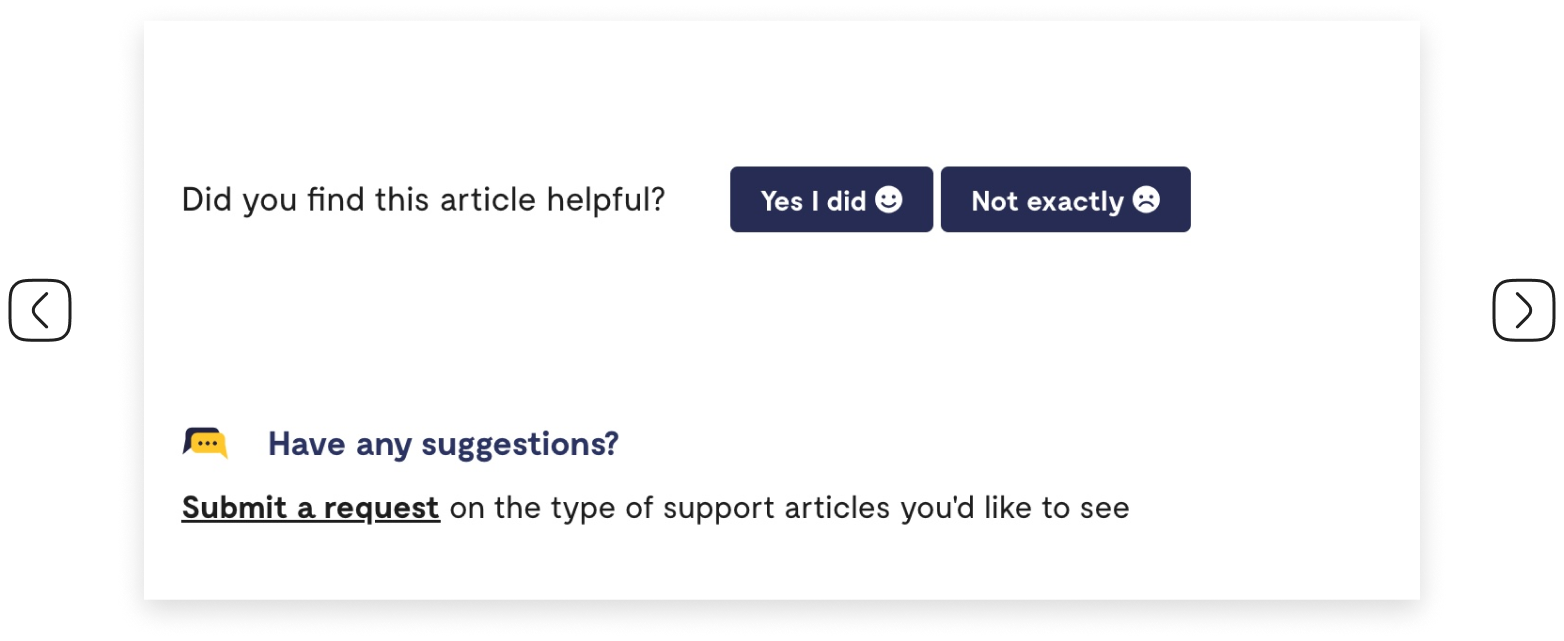 Did you find this article helpful?
Yes I did
Not exactly
Have any suggestions?
Submit a request on the type of support articles you'd like to see